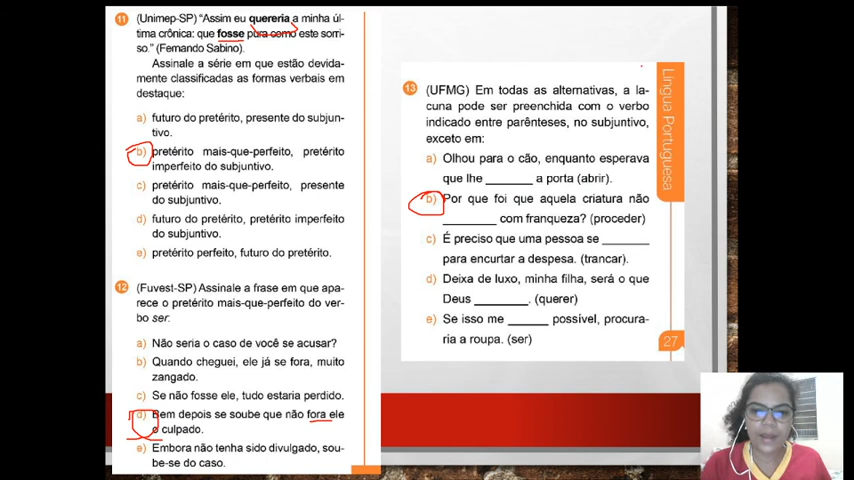 11 (Unimep-SP) “Assim eu quereria a minha úl-
tima crônica: que fosse pura como este sorri-
so.” (Fernando Sabino).
Assinale a série em que estão devida-
mente classificadas as formas verbais em
destaque:
a) futuro do pretérito, presente do subjun-
tivo.
b) pretérito mais-que-perfeito, pretérito
imperfeito do subjuntivo.
c) pretérito mais-que-perfeito, presente
do subjuntivo.
d) futuro do pretérito, pretérito imperfeito
do subjuntivo.
e) pretérito perfeito, futuro do pretérito.
12 (Fuvest-SP) Assinale a frase em que apa-
rece o pretérito mais-que-perfeito do ver-
bo ser:
a) Não seria o caso de você se acusar?
b) Quando cheguei, ele já se fora, muito
zangado.
c) Se não fosse ele, tudo estaria perdido.
d) Bem depois se soube que não fora ele
o culpado.
e) Embora não tenha sido divulgado, sou-
be-se do caso.
13 (UFMG) Em todas as alternativas, a la-
cuna pode ser preenchida com o verbo
indicado entre parênteses, no subjuntivo,
exceto em:
a) Olhou para o cão, enquanto esperava
que lhe ________ a porta (abrir).
b) Por que foi que aquela criatura não
_________ com franqueza? (proceder)
c) É preciso que uma pessoa se ________
para encurtar a despesa. (trancar).
d) Deixa de luxo, minha filha, será o que
Deus _________. (querer)
e) Se isso me ______ possível, procura-
ria a roupa. (ser)
Língua Portuguesa
27